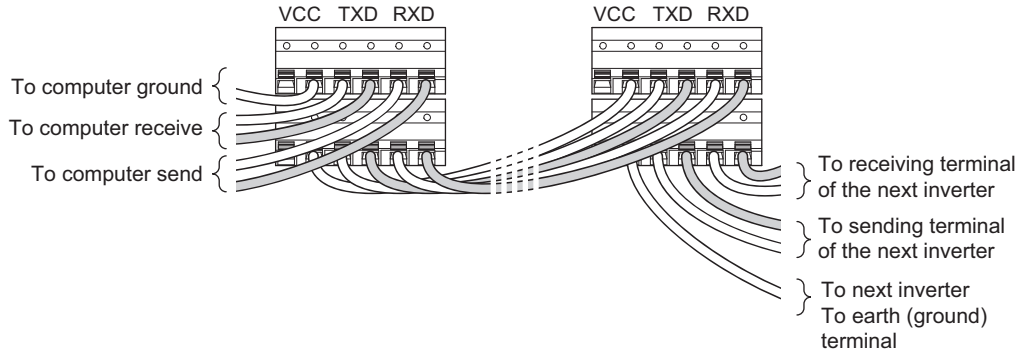 VCC TXD RXD
VCC TXD RXD
To computer ground
To computer receive
To computer send
To receiving terminal
of the next inverter
To sending terminal
of the next inverter
To next inverter
To earth (ground)
terminal